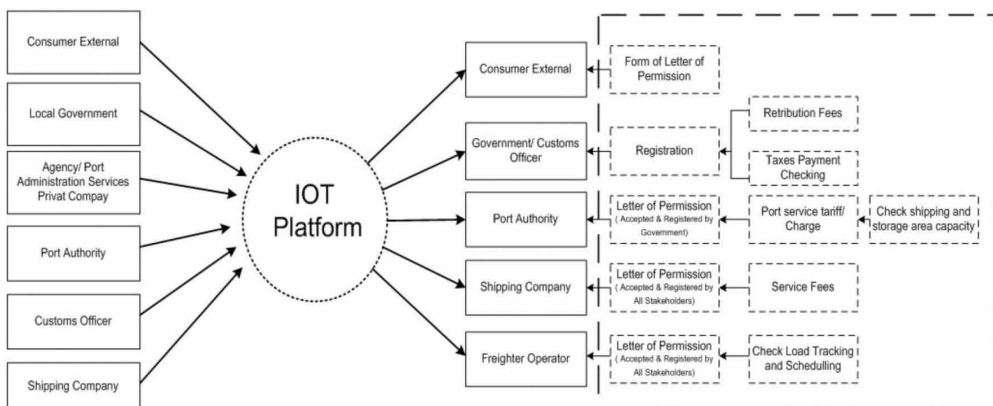 Consumer External
Local Government
Agency/ Port
Administration Services
Privat Compay
Port Authority
Customs Officer
Shipping Company
IOT
Platform
Consumer External
Government/ Customs
Officer
Port Authority
Shipping Company
Freighter Operator
Form of Letter of
Permission
Registration
Retribution Fees
Taxes Payment
Checking
Letter of Permission
( Accepted & Registered by
Government)
Port service tariff/
Charge
Check shipping and
storage area capacity
Letter of Permission
( Accepted & Registered by
All Stakeholders)
Service Fees
Letter of Permission
( Accepted & Registered by
All Stakeholders)
Check Load Tracking
and Schedulling